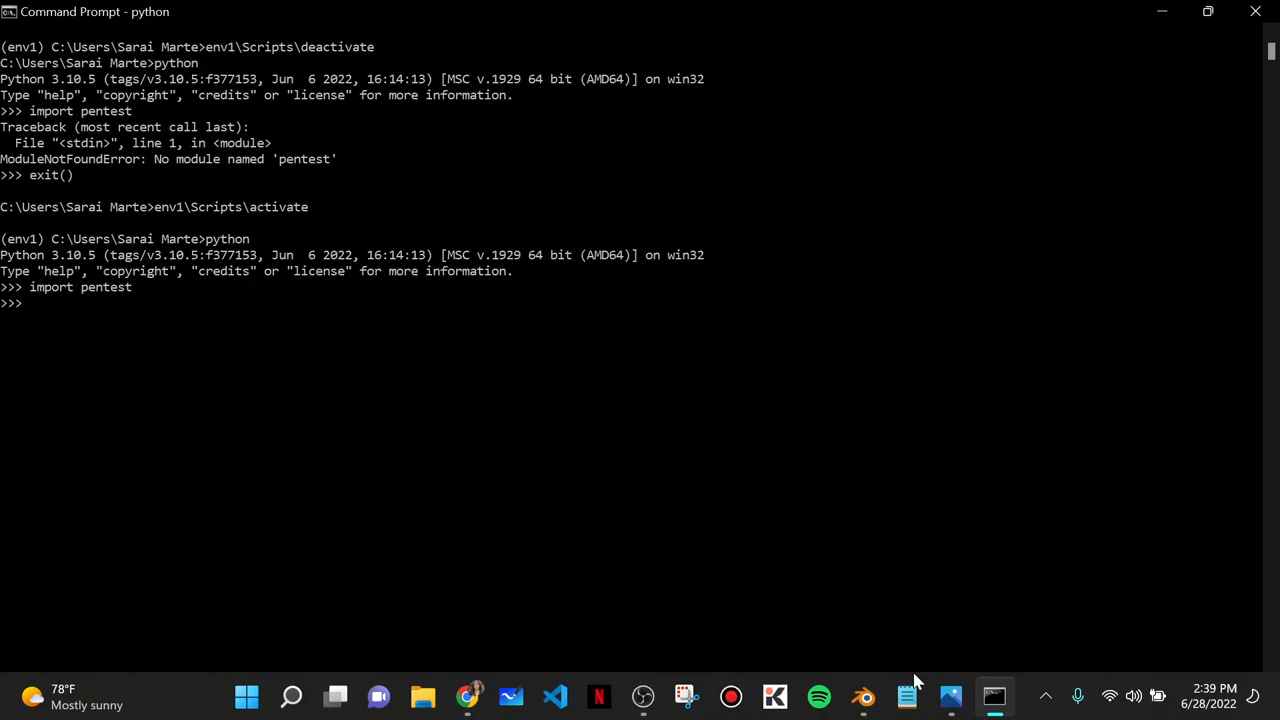 Command Prompt - python
(env1) C:\Users\Sarai Marte>env1\Scripts\deactivate
C:\Users\Sarai Marte>python
Python 3.10.5 (tags/v3.10.5:f377153, Jun  6 2022, 16:14:13) [MSC v.1929 64 bit (AMD64)] on win32
Type "help", "copyright", "credits" or "license" for more information.
>>> import pentest
Traceback (most recent call last):
  File "<stdin>", line 1, in <module>
ModuleNotFoundError: No module named 'pentest'
>>> exit()
C:\Users\Sarai Marte>env1\Scripts\activate
(env1) C:\Users\Sarai Marte>python
Python 3.10.5 (tags/v3.10.5:f377153, Jun  6 2022, 16:14:13) [MSC v.1929 64 bit (AMD64)] on win32
Type "help", "copyright", "credits" or "license" for more information.
>>> import pentest
>>>
78°F
Mostly sunny
2:39 PM
6/28/2022